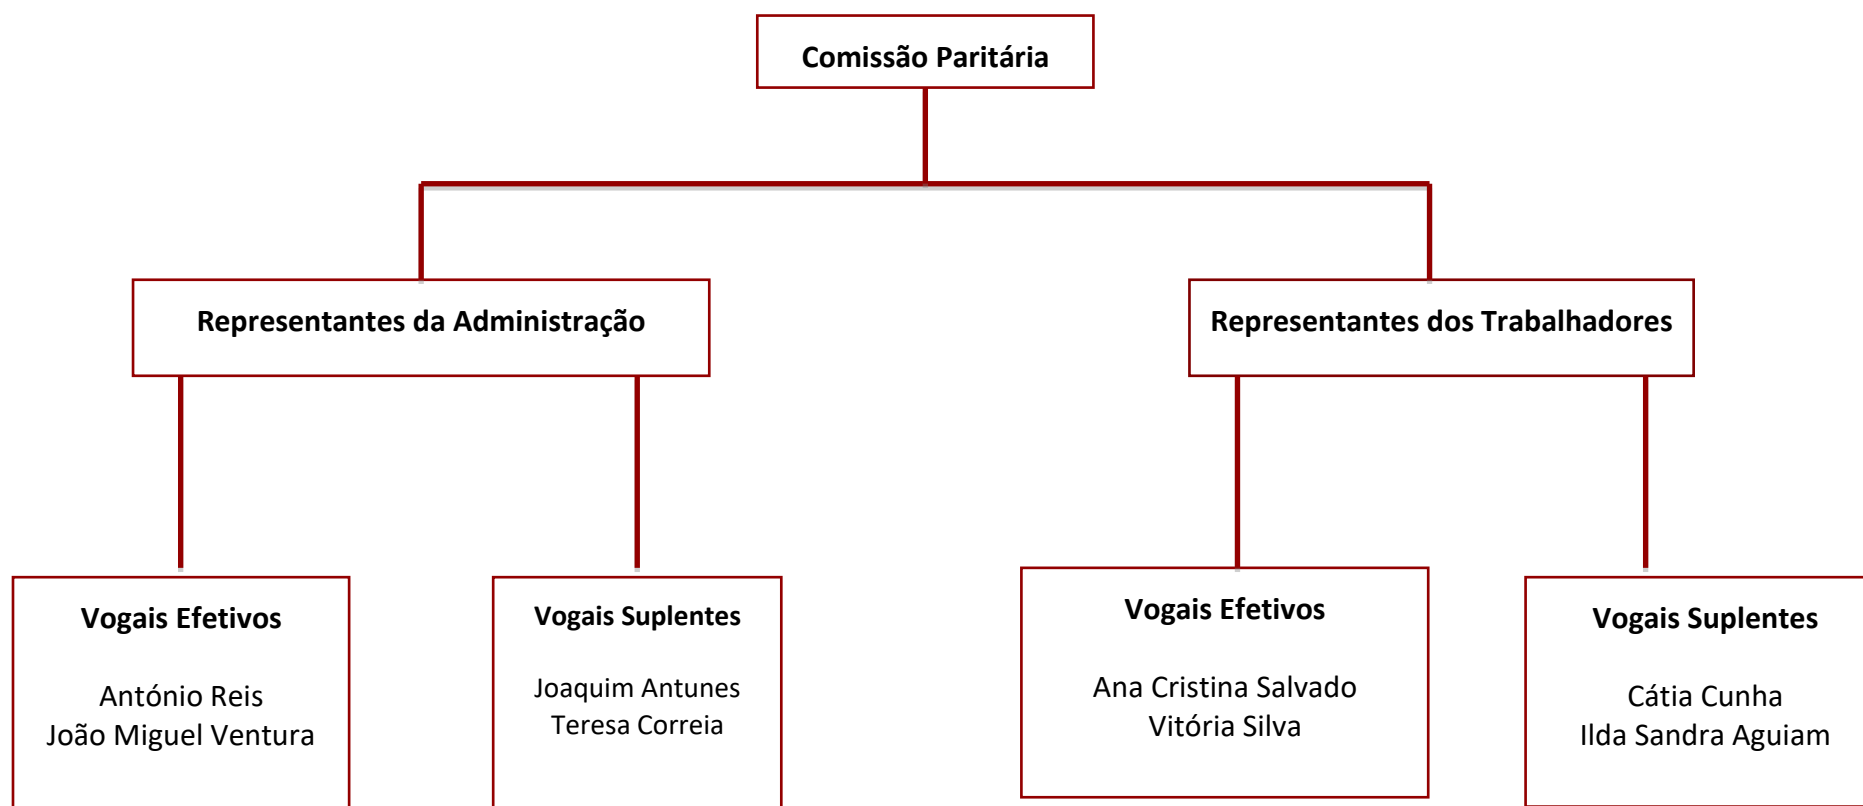 Comissão Paritária
Representantes da Administração
Representantes dos Trabalhadores
Vogais Efetivos
António Reis
João Miguel Ventura
Vogais Suplentes
Joaquim Antunes
Teresa Correia
Vogais Efetivos
Ana Cristina Salvado
Vitória Silva
Vogais Suplentes
Cátia Cunha
Ilda Sandra Aguiam